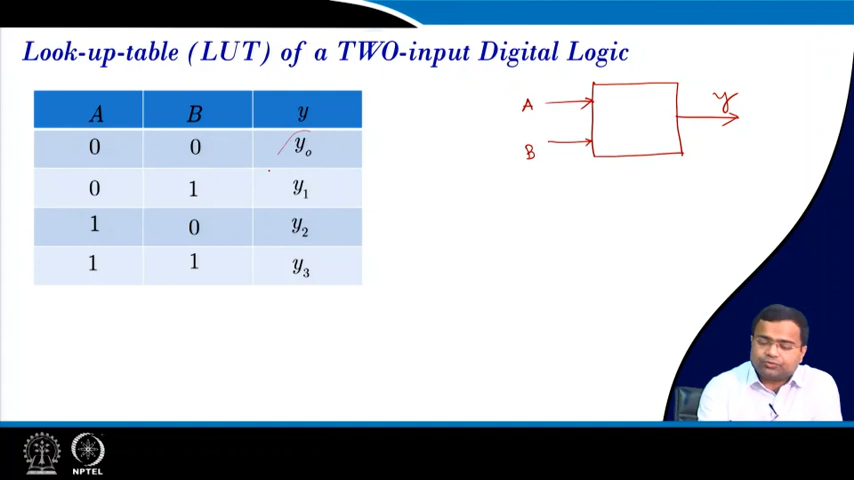 Look-up-table (LUT) of a TWO-input Digital Logic
A B y
0 0 y₀
0 1 y₁
1 0 y₂
1 1 y₃
A
B
y
NPTEL